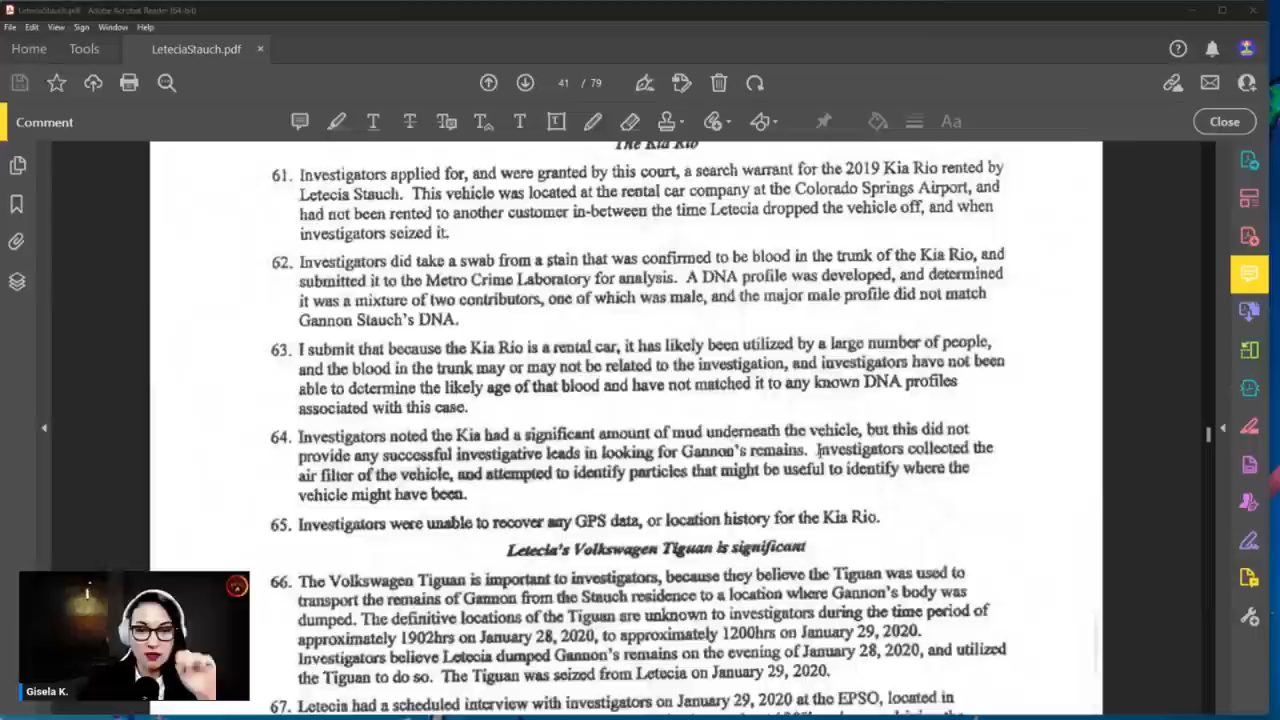 LeteciaStauch.pdf - Adobe Acrobat Reader (64-bit)
File Edit View Sign Window Help
Home Tools LeteciaStauch.pdf ×
41 / 79
Comment
Aa
Close
The Kia Rio
61. Investigators applied for, and were granted by this court, a search warrant for the 2019 Kia Rio rented by
Letecia Stauch. This vehicle was located at the rental car company at the Colorado Springs Airport, and
had not been rented to another customer in-between the time Letecia dropped the vehicle off, and when
investigators seized it.
62. Investigators did take a swab from a stain that was confirmed to be blood in the trunk of the Kia Rio, and
submitted it to the Metro Crime Laboratory for analysis. A DNA profile was developed, and determined
it was a mixture of two contributors, one of which was male, and the major male profile did not match
Gannon Stauch's DNA.
63. I submit that because the Kia Rio is a rental car, it has likely been utilized by a large number of people,
and the blood in the trunk may or may not be related to the investigation, and investigators have not been
able to determine the likely age of that blood and have not matched it to any known DNA profiles
associated with this case.
64. Investigators noted the Kia had a significant amount of mud underneath the vehicle, but this did not
provide any successful investigative leads in looking for Gannon's remains. Investigators collected the
air filter of the vehicle, and attempted to identify particles that might be useful to identify where the
vehicle might have been.
65. Investigators were unable to recover any GPS data, or location history for the Kia Rio.
Letecia's Volkswagen Tiguan is significant
66. The Volkswagen Tiguan is important to investigators, because they believe the Tiguan was used to
transport the remains of Gannon from the Stauch residence to a location where Gannon's body was
dumped. The definitive locations of the Tiguan are unknown to investigators during the time period of
approximately 1902hrs on January 28, 2020, to approximately 1200hrs on January 29, 2020.
Investigators believe Letecia dumped Gannon's remains on the evening of January 28, 2020, and utilized
the Tiguan to do so. The Tiguan was seized from Letecia on January 29, 2020.
67. Letecia had a scheduled interview with investigators on January 29, 2020 at the EPSO, located in
Gisela K.